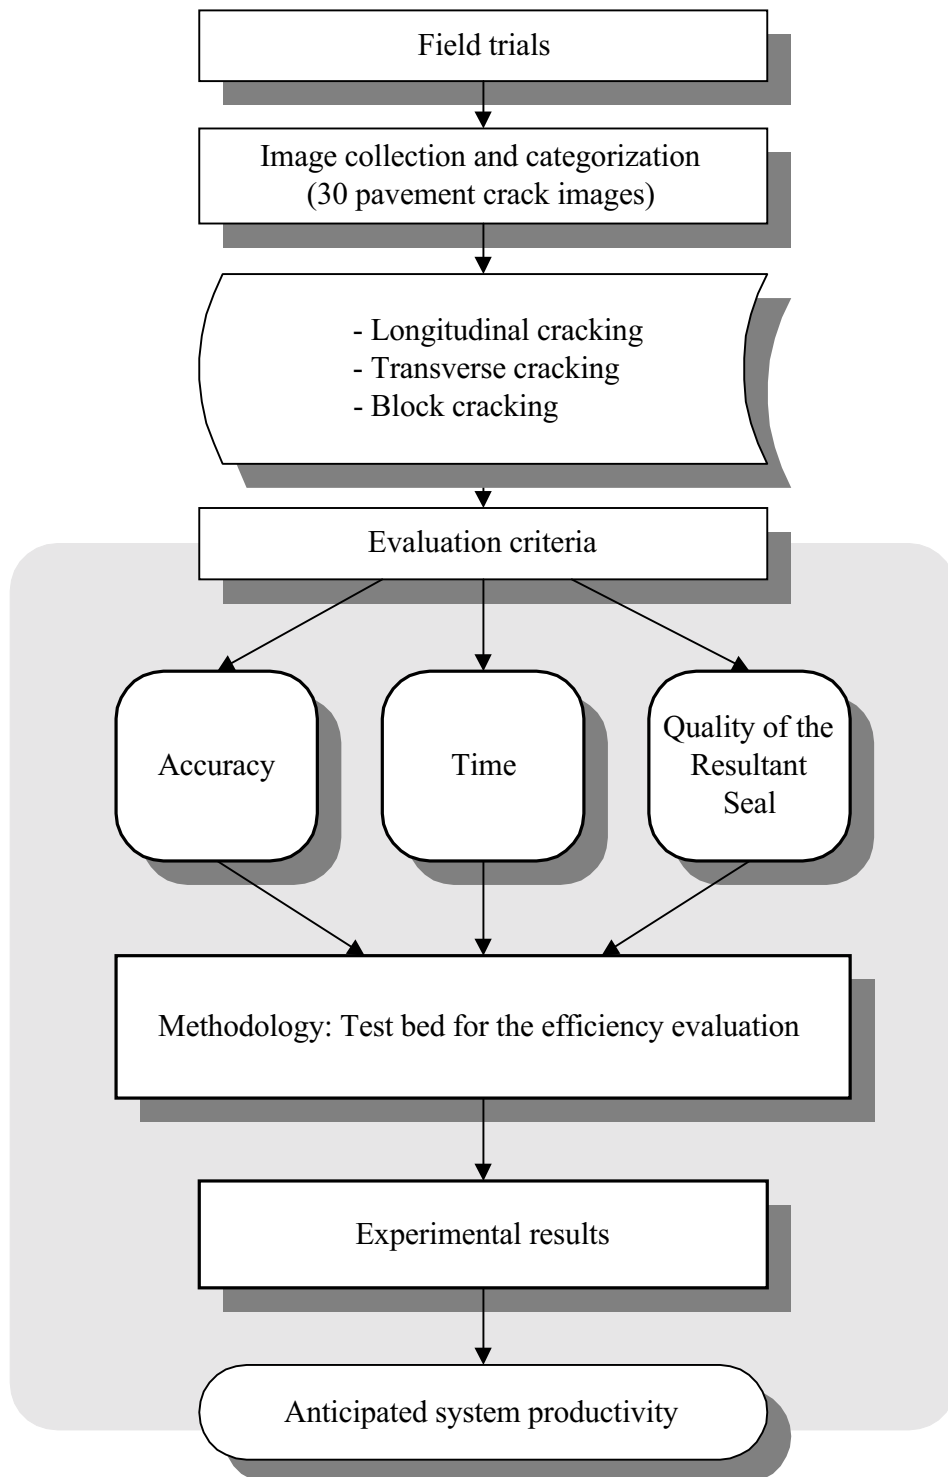 Field trials
Image collection and categorization
(30 pavement crack images)
- Longitudinal cracking
- Transverse cracking
- Block cracking
Evaluation criteria
Accuracy
Time
Quality of the
Resultant
Seal
Methodology: Test bed for the efficiency evaluation
Experimental results
Anticipated system productivity